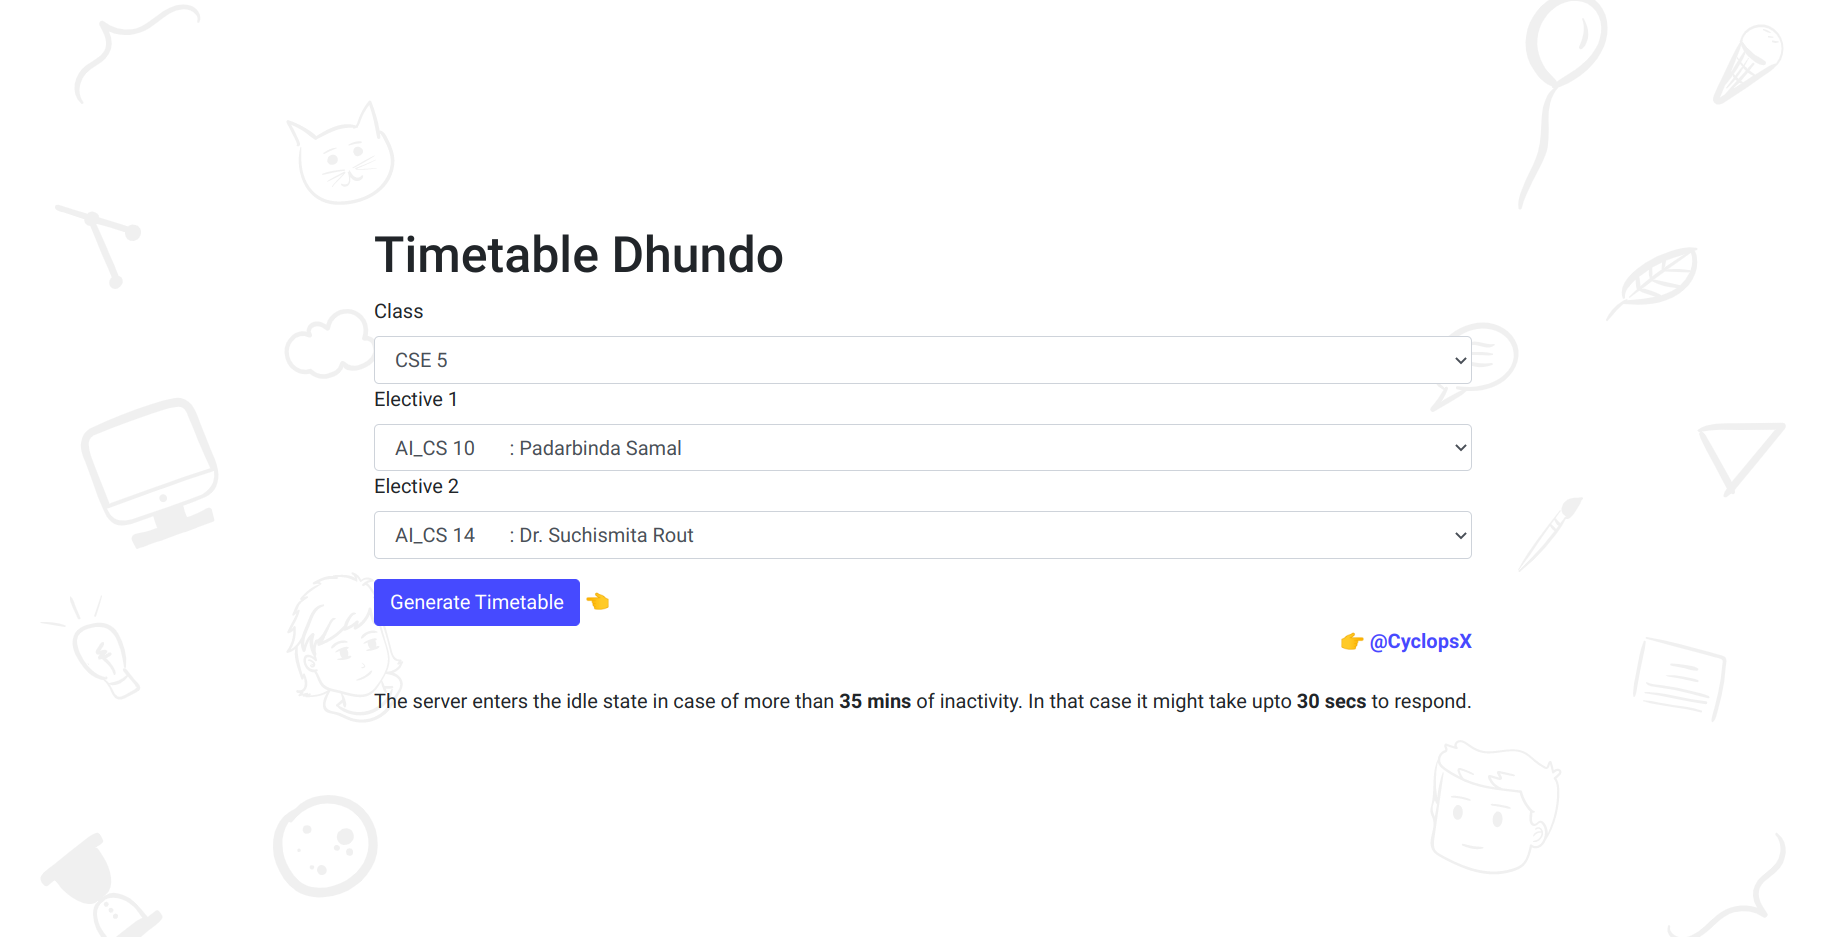 Timetable Dhundo
Class
CSE 5
Elective 1
AI_CS 10 : Padarbinda Samal
Elective 2
AI_CS 14 : Dr. Suchismita Rout
Generate Timetable 👈
👉 @CyclopsX
The server enters the idle state in case of more than 35 mins of inactivity. In that case it might take upto 30 secs to respond.